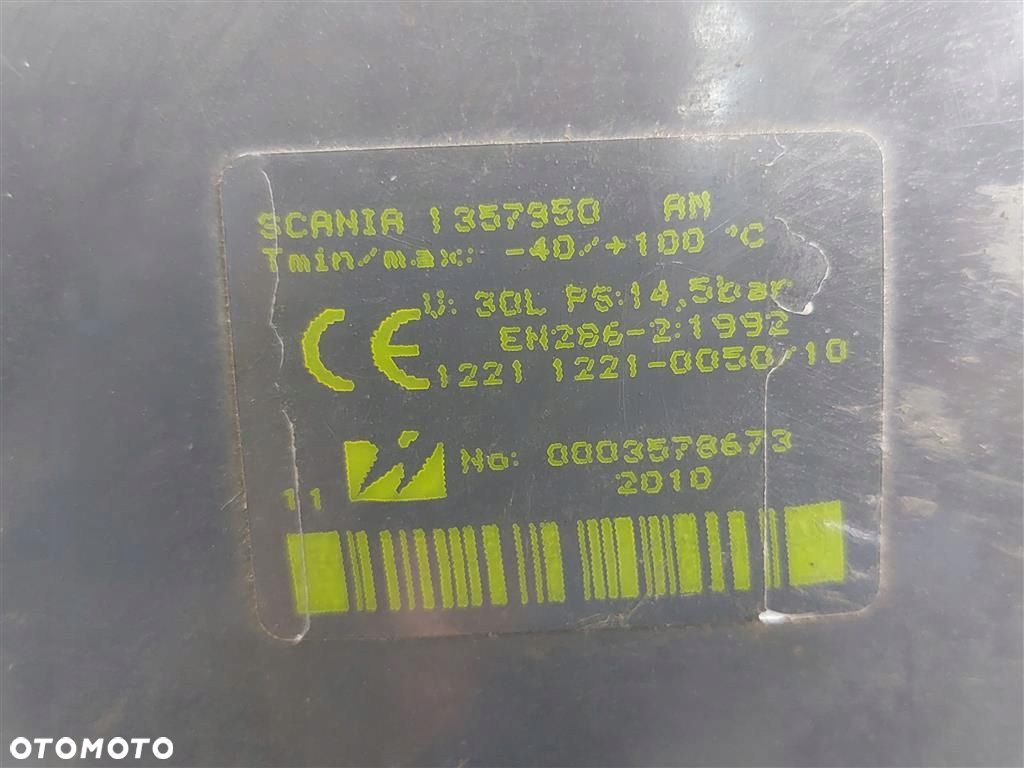 SCANIA 1357950 AM
Tmin/max: -40/+100 °C
V: 30L PS:14,5bar
EN286-2:1992
CE
1221 1221-0050/10
No: 0003578673
11
2010
OTOMOTO